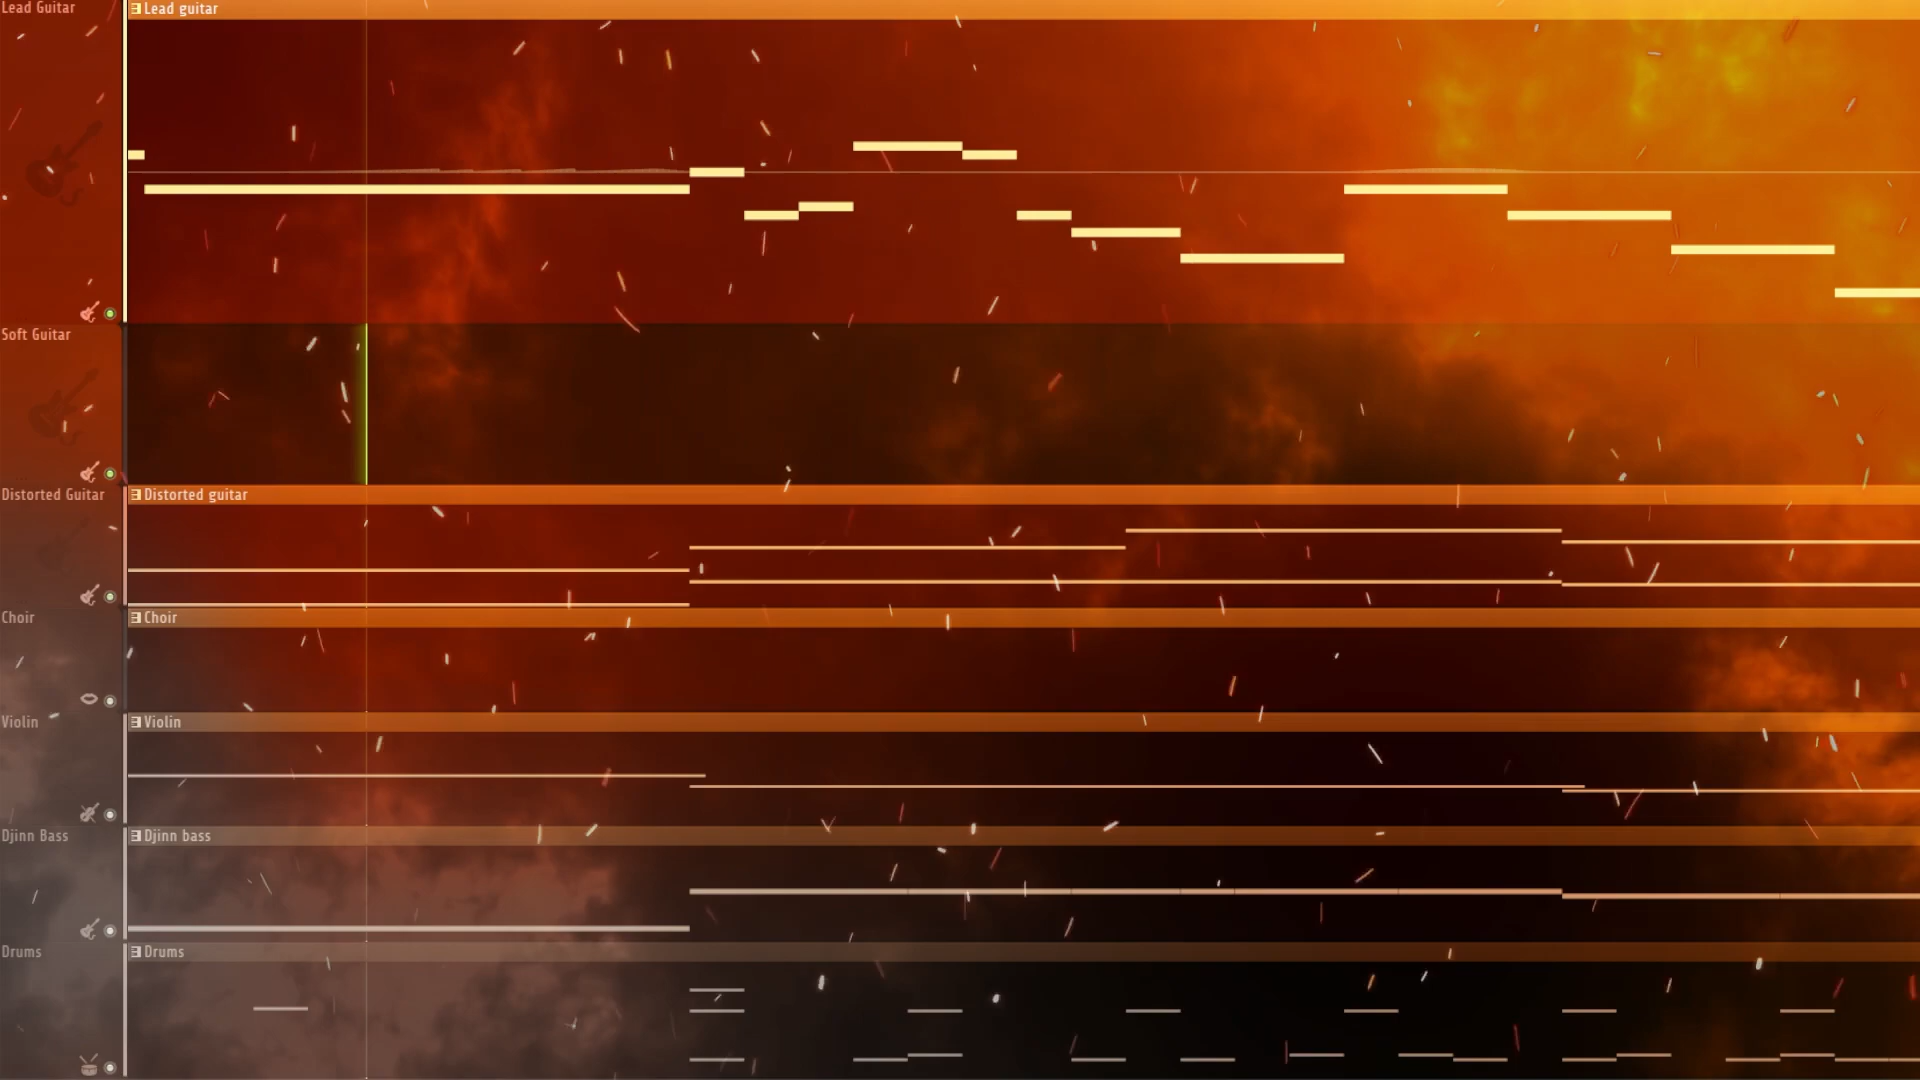 Lead Guitar
Lead guitar
Soft Guitar
Distorted Guitar
Distorted guitar
Choir
Choir
Violin
Violin
Djinn Bass
Djinn bass
Drums
Drums